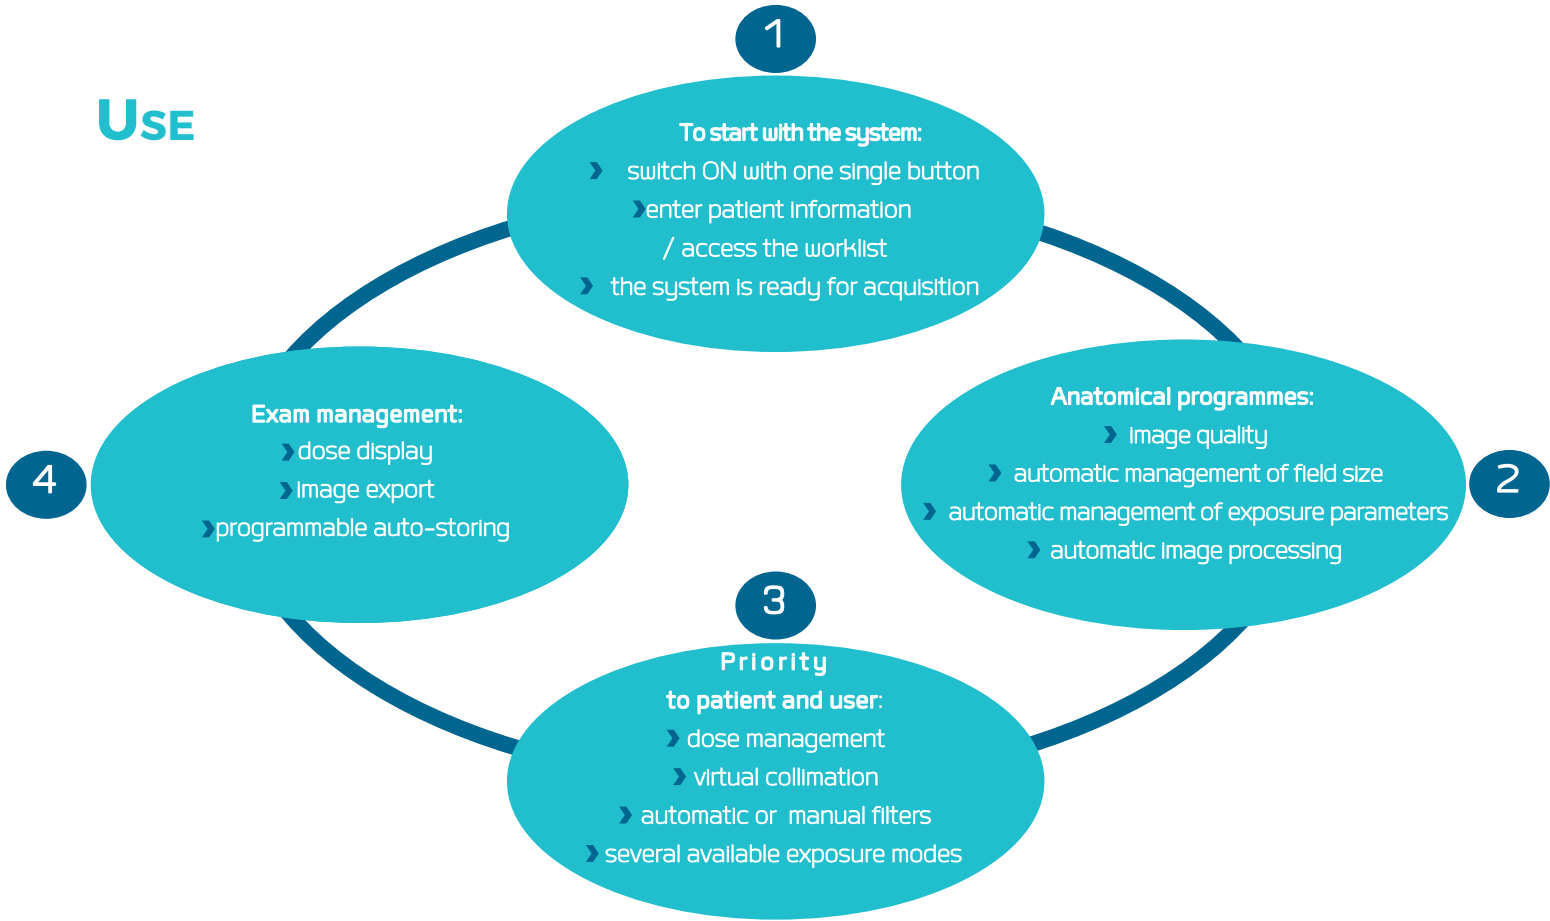 USE
1
To start with the system:
❯ switch ON with one single button
❯ enter patient information
/ access the worklist
❯ the system is ready for acquisition
2
Anatomical programmes:
❯ image quality
❯ automatic management of field size
❯ automatic management of exposure parameters
❯ automatic image processing
3
Priority
to patient and user:
❯ dose management
❯ virtual collimation
❯ automatic or manual filters
❯ several available exposure modes
4
Exam management:
❯ dose display
❯ image export
❯ programmable auto-storing